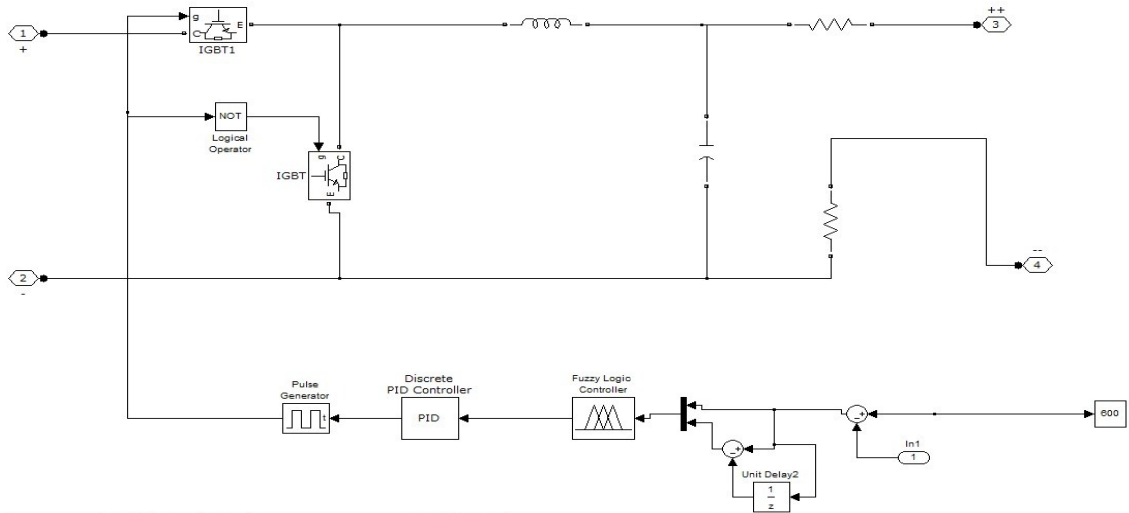 ++
1
+
g
C
E
IGBT1
3
NOT
Logical
Operator
g
C
IGBT
E
--
4
2
-
Pulse
Generator
t
Discrete
PID Controller
PID
Fuzzy Logic
Controller
600
In1
1
Unit Delay2
1
z
- +
- +